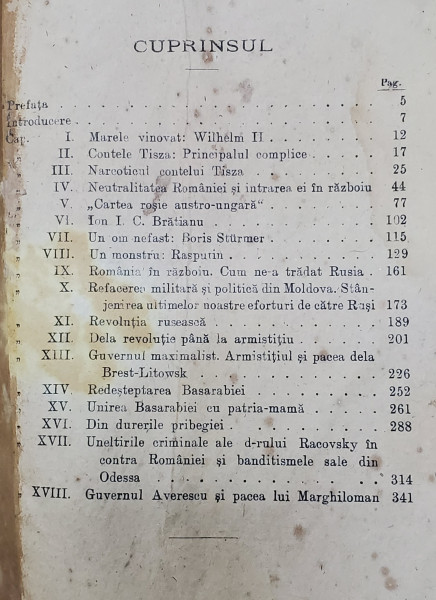 CUPRINSUL
Pag.
Prefața . . . . . . . . . . . . . . . . . 5
Introducere . . . . . . . . . . . . . . . 7
Cap. I. Marele vinovat: Wilhelm II . . . . . . 12
„ II. Contele Tisza: Principalul complice . . . . 17
„ III. Narcoticul contelui Tisza . . . . . . 25
„ IV. Neutralitatea României și intrarea ei în războiu 44
„ V. „Cartea roșie austro-ungară“ . . . . . 77
„ VI. Ion I. C. Brătianu . . . . . . . . 102
„ VII. Un om nefast: Boris Stürmer . . . . . 115
„ VIII. Un monstru: Rasputin . . . . . . . 129
„ IX. România în războiu. Cum ne-a trădat Rusia . 161
„ X. Refacerea militară și politică din Moldova. Stân-
jenirea ultimelor noastre eforturi de către Ruși 173
„ XI. Revoluția rusească . . . . . . . . 189
„ XII. Dela revoluție până la armistițiu . . . . 201
„ XIII. Guvernul maximalist. Armistițiul și pacea dela
Brest-Litowsk . . . . . . . . . 226
„ XIV. Redeșteptarea Basarabiei . . . . . . 252
„ XV. Unirea Basarabiei cu patria-mamă . . . . 261
„ XVI. Din durerile pribegiei . . . . . . . 288
„ XVII. Uneltirile criminale ale d-rului Racovsky în
contra României și banditismele sale din
Odessa . . . . . . . . . . . 314
„ XVIII. Guvernul Averescu și pacea lui Marghiloman 341